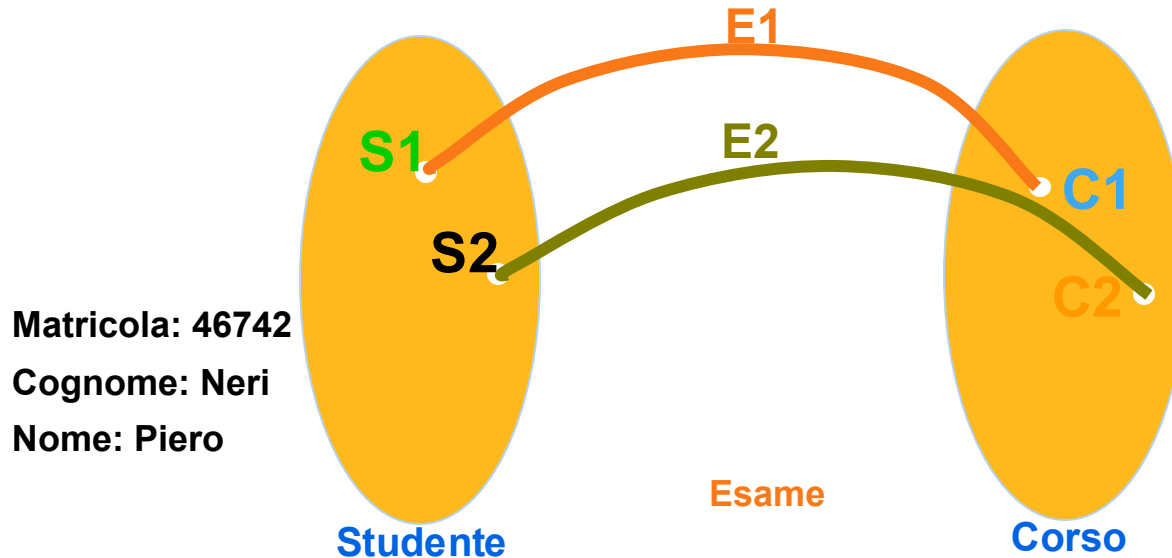 E1
S1
E2
C1
S2
C2
Matricola: 46742
Cognome: Neri
Nome: Piero
Esame
Studente
Corso